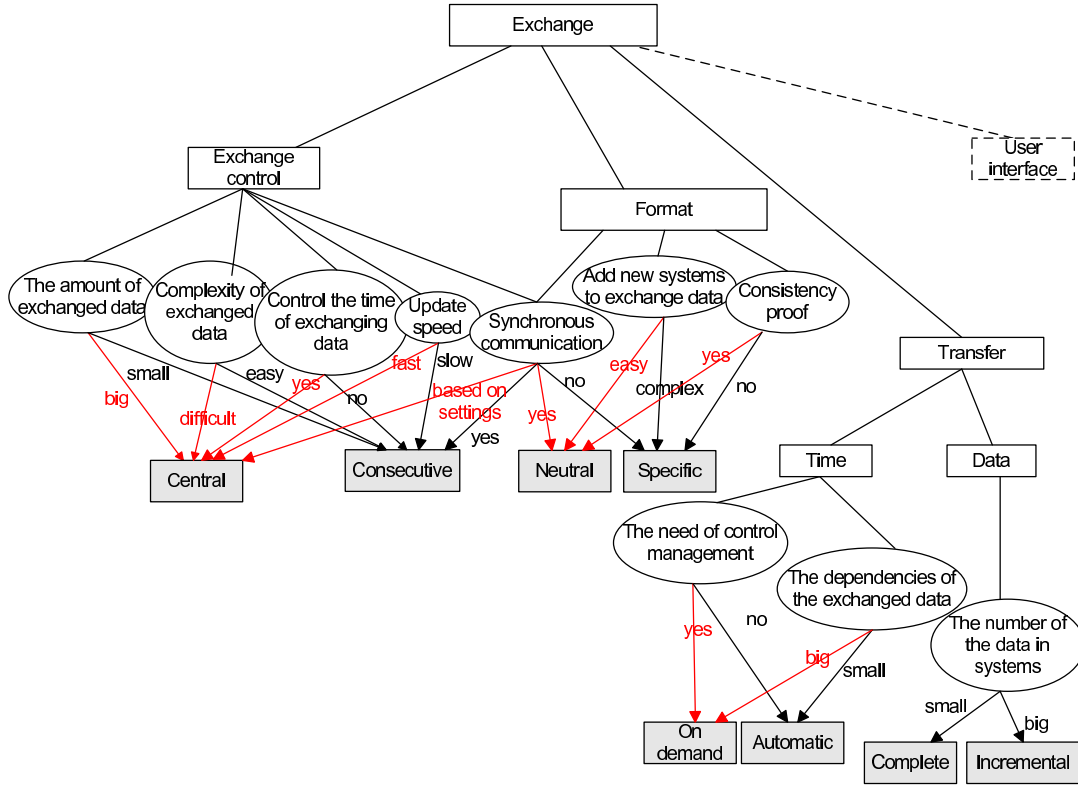 Exchange
User
interface
Exchange
control
Format
The amount of
exchanged data
Complexity of
exchanged
data
Control the time
of exchanging
data
Update
speed
Synchronous
communication
Add new systems
to exchange data
Consistency
proof
Transfer
small
easy
slow
fast
yes
no
big
difficult
based on
settings
yes
no
yes
easy
complex
yes
no
Central
Consecutive
Neutral
Specific
Time
Data
The need of control
management
The dependencies of
the exchanged data
The number of
the data in
systems
yes
no
big
small
small
big
On
demand
Automatic
Complete
Incremental